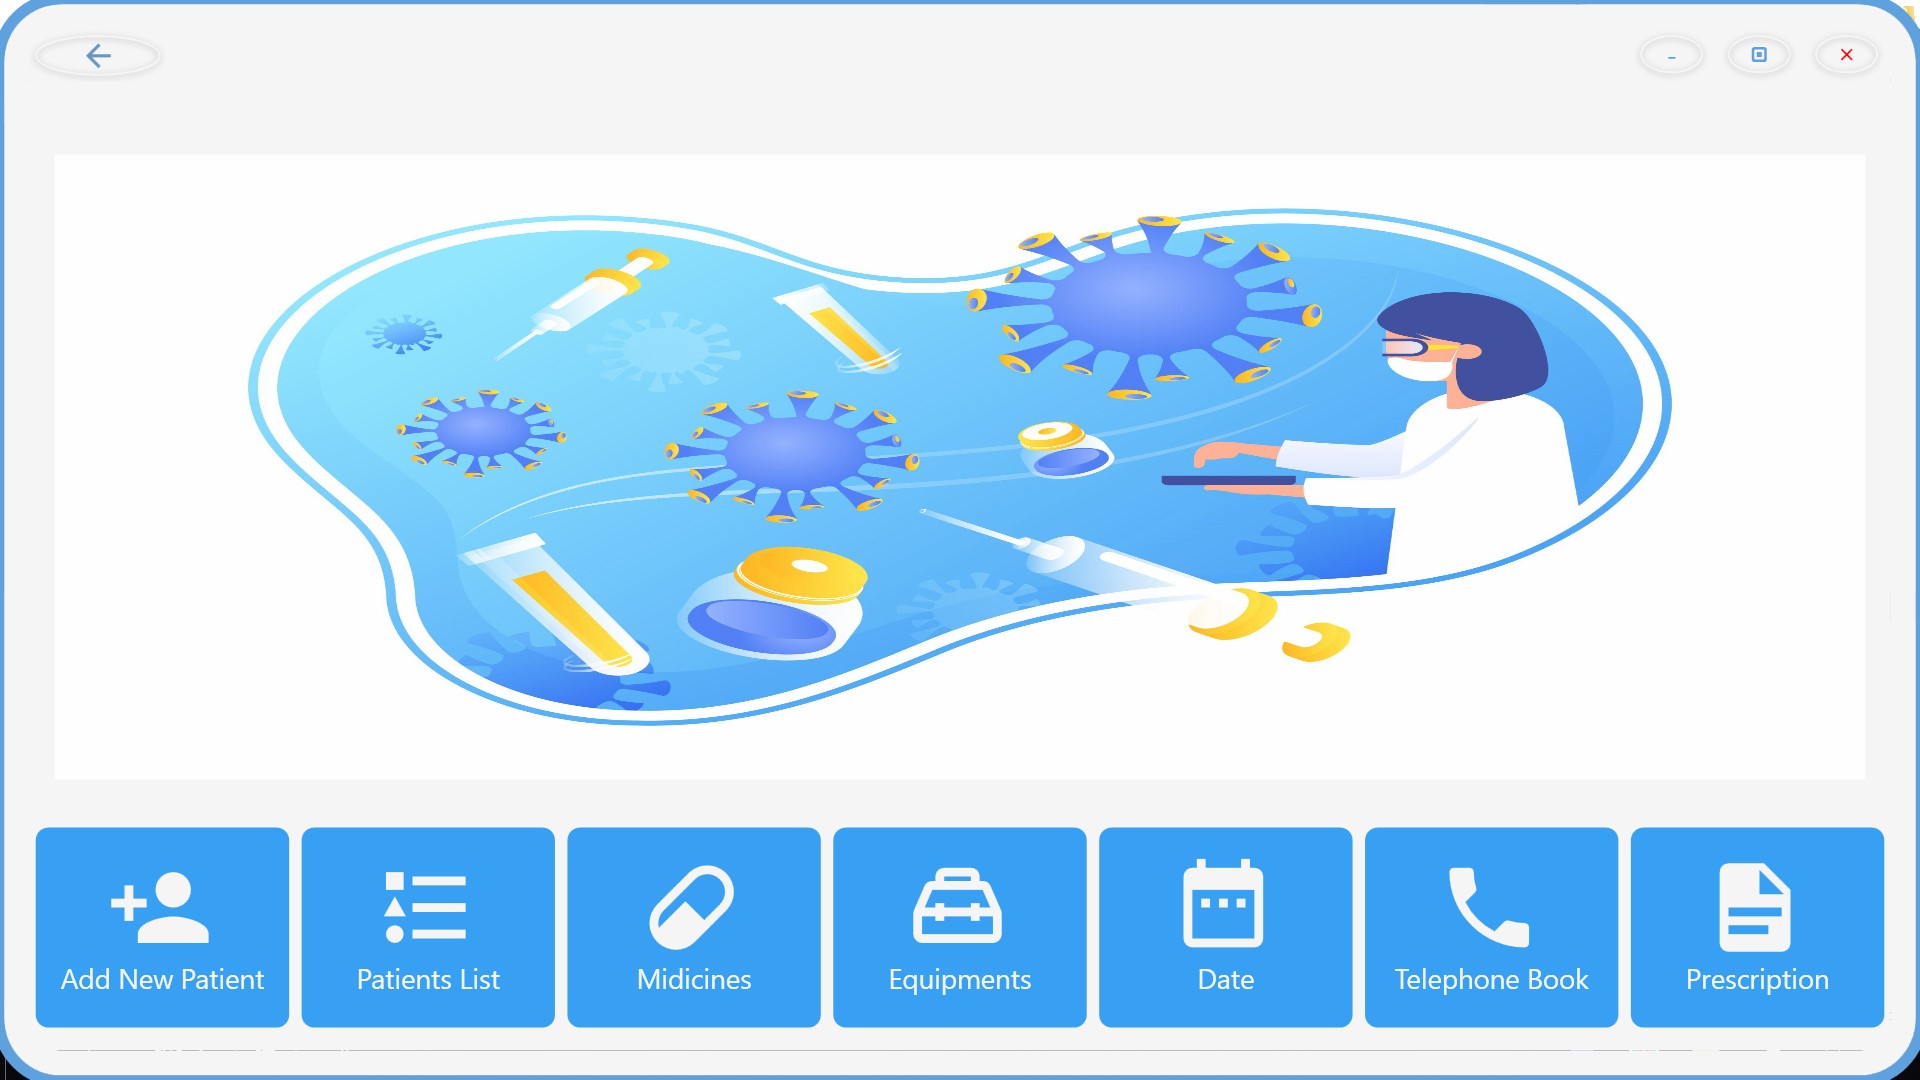 Add New Patient
Patients List
Midicines
Equipments
Date
Telephone Book
Prescription